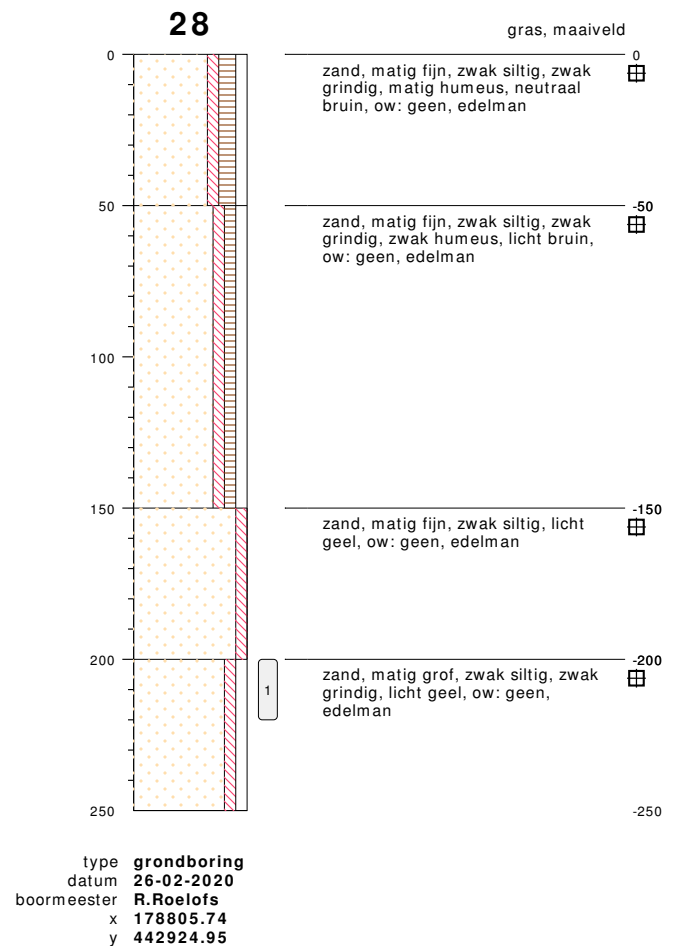 28
gras, maaiveld
0
0
zand, matig fijn, zwak siltig, zwak
grindig, matig humeus, neutraal
bruin, ow: geen, edelman
50
-50
zand, matig fijn, zwak siltig, zwak
grindig, zwak humeus, licht bruin,
ow: geen, edelman
100
150
-150
zand, matig fijn, zwak siltig, licht
geel, ow: geen, edelman
200
-200
1
zand, matig grof, zwak siltig, zwak
grindig, licht geel, ow: geen,
edelman
250
-250
type grondboring
datum 26-02-2020
boormeester R.Roelofs
x 178805.74
y 442924.95